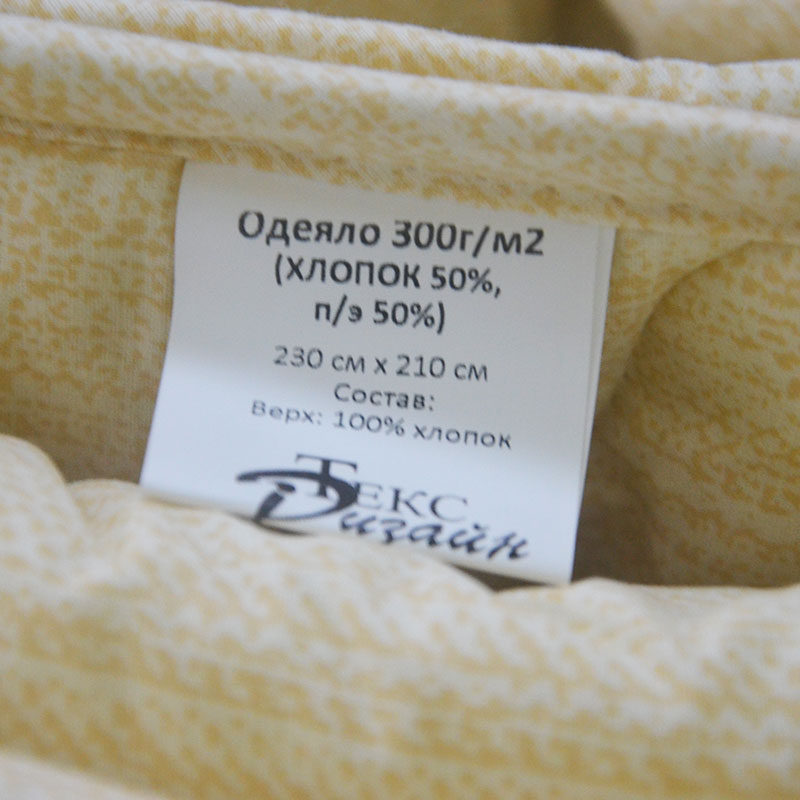 Одеяло 300г/м2
(ХЛОПОК 50%,
п/э 50%)
230 см х 210 см
Состав:
Верх: 100% хлопок
ТЕКС
Дизайн